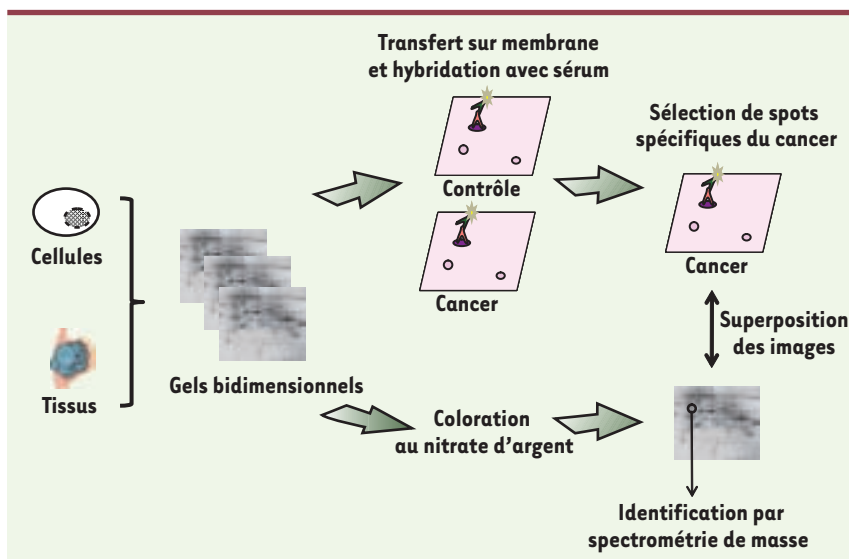 Transfert sur membrane
et hybridation avec sérum
Sélection de spots
spécifiques du cancer
Contrôle
Cellules
Cancer
Cancer
Superposition
des images
Gels bidimensionnels
Tissus
Coloration
au nitrate d’argent
Identification par
spectrométrie de masse